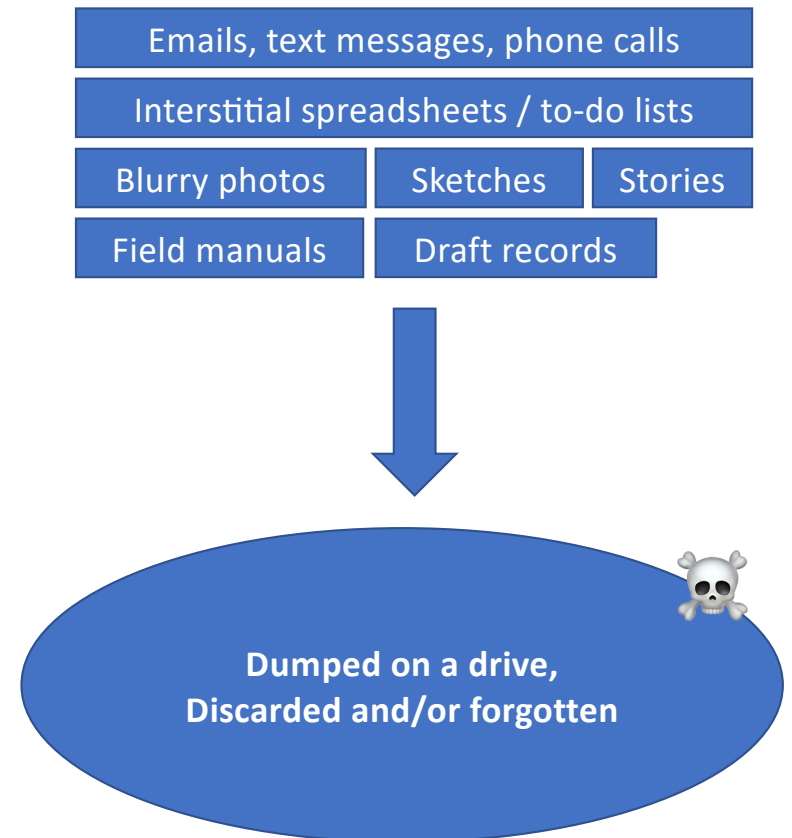 Emails, text messages, phone calls
Interstitial spreadsheets / to-do lists
Blurry photos
Sketches
Stories
Field manuals
Draft records
Dumped on a drive,
Discarded and/or forgotten